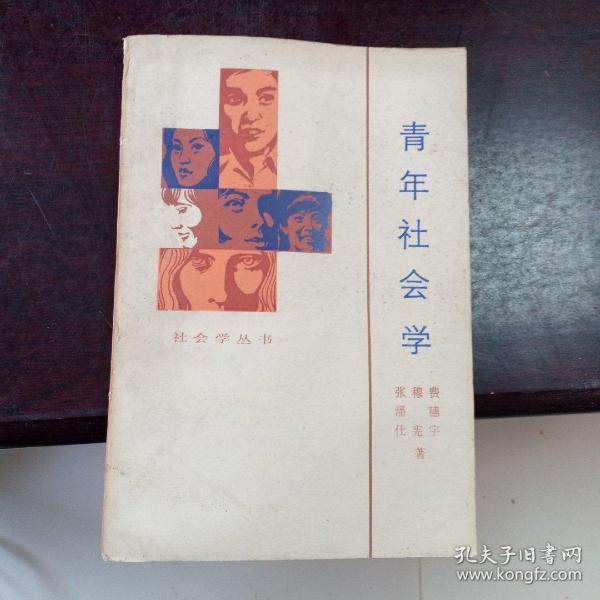 青年社会学
费穗宇
穆宪
张潘仕
著
社会学丛书
孔夫子旧书网
www.kongfz.com